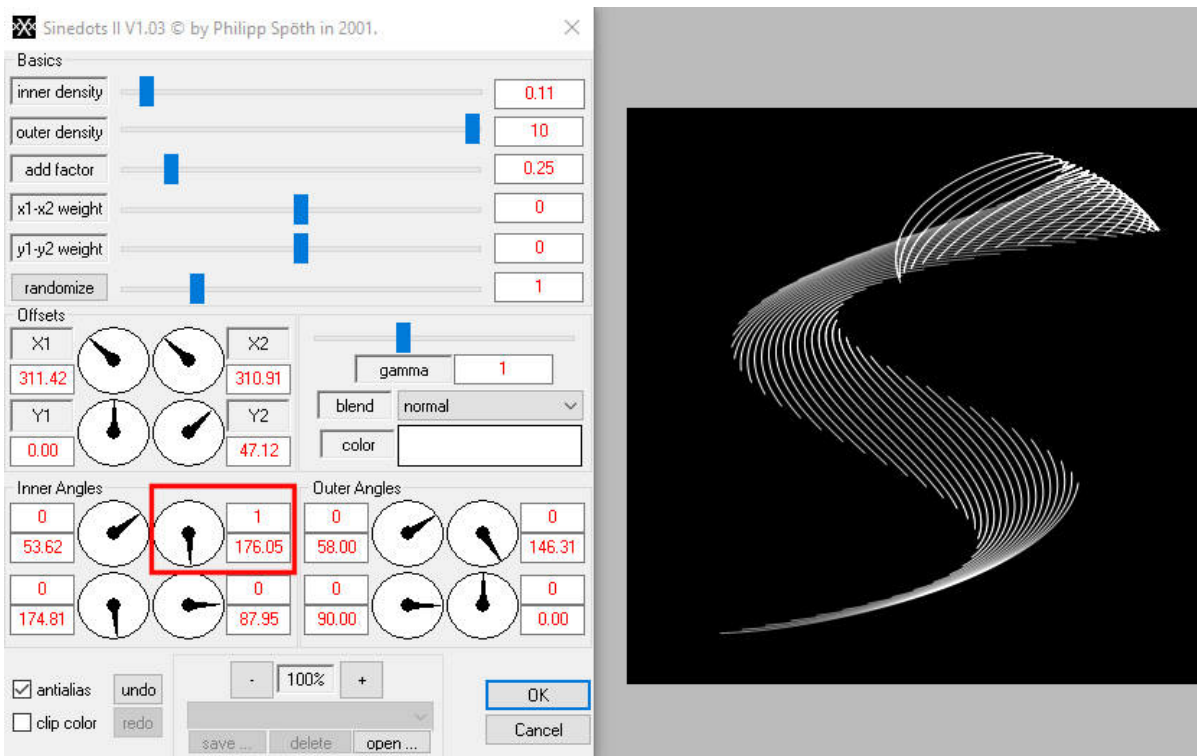 Sinedots II V1.03 © by Philipp Spöth in 2001.
Basics
inner density 0.11
outer density 10
add factor 0.25
x1-x2 weight 0
y1-y2 weight 0
randomize 1
Offsets
X1 X2
311.42 310.91
Y1 Y2
0.00 47.12
gamma 1
blend normal
color
Inner Angles
0 1
53.62 176.05
0 0
174.81 87.95
Outer Angles
0 0
58.00 146.31
0 0
90.00 0.00
antialias undo
clip color redo
- 100% +
save ... delete open ...
OK
Cancel